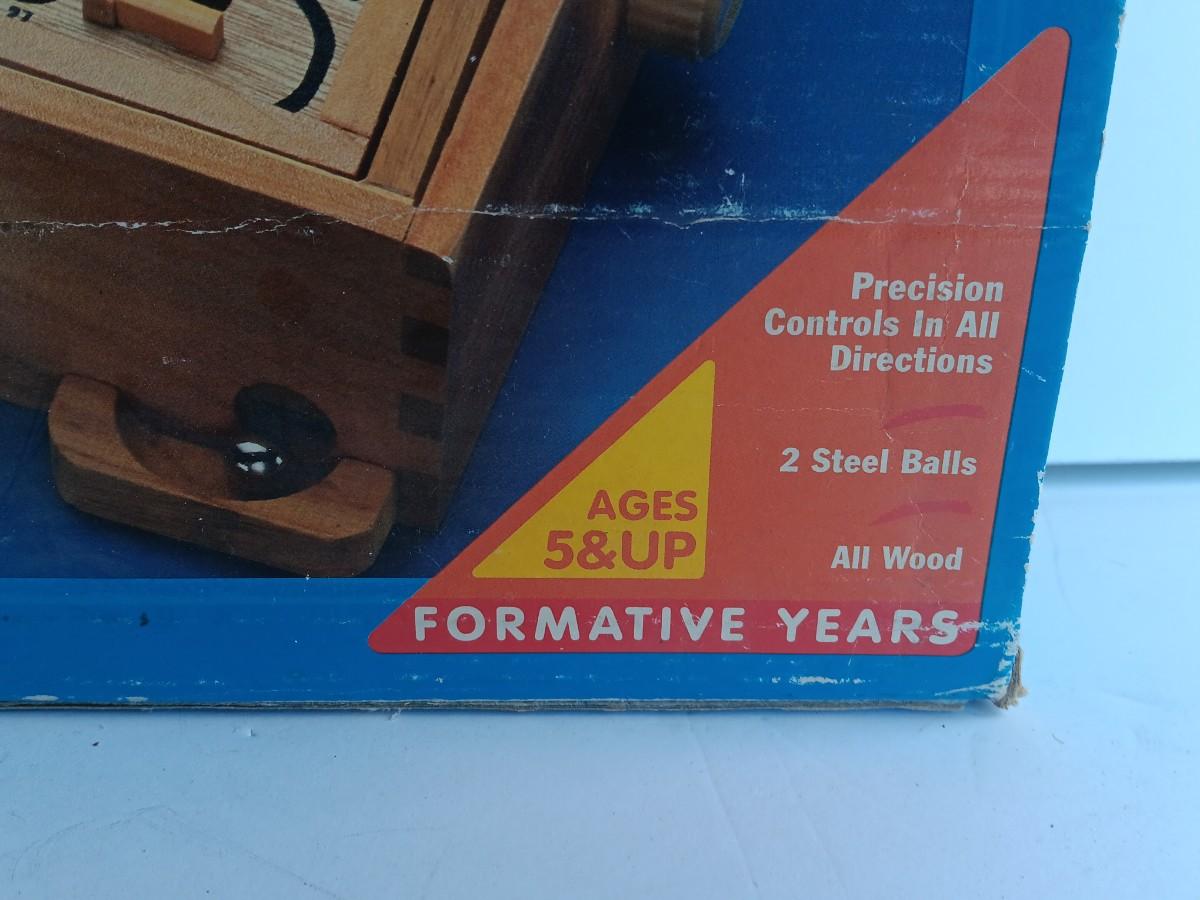 Precision
Controls In All
Directions
2 Steel Balls
All Wood
AGES
5&UP
FORMATIVE YEARS